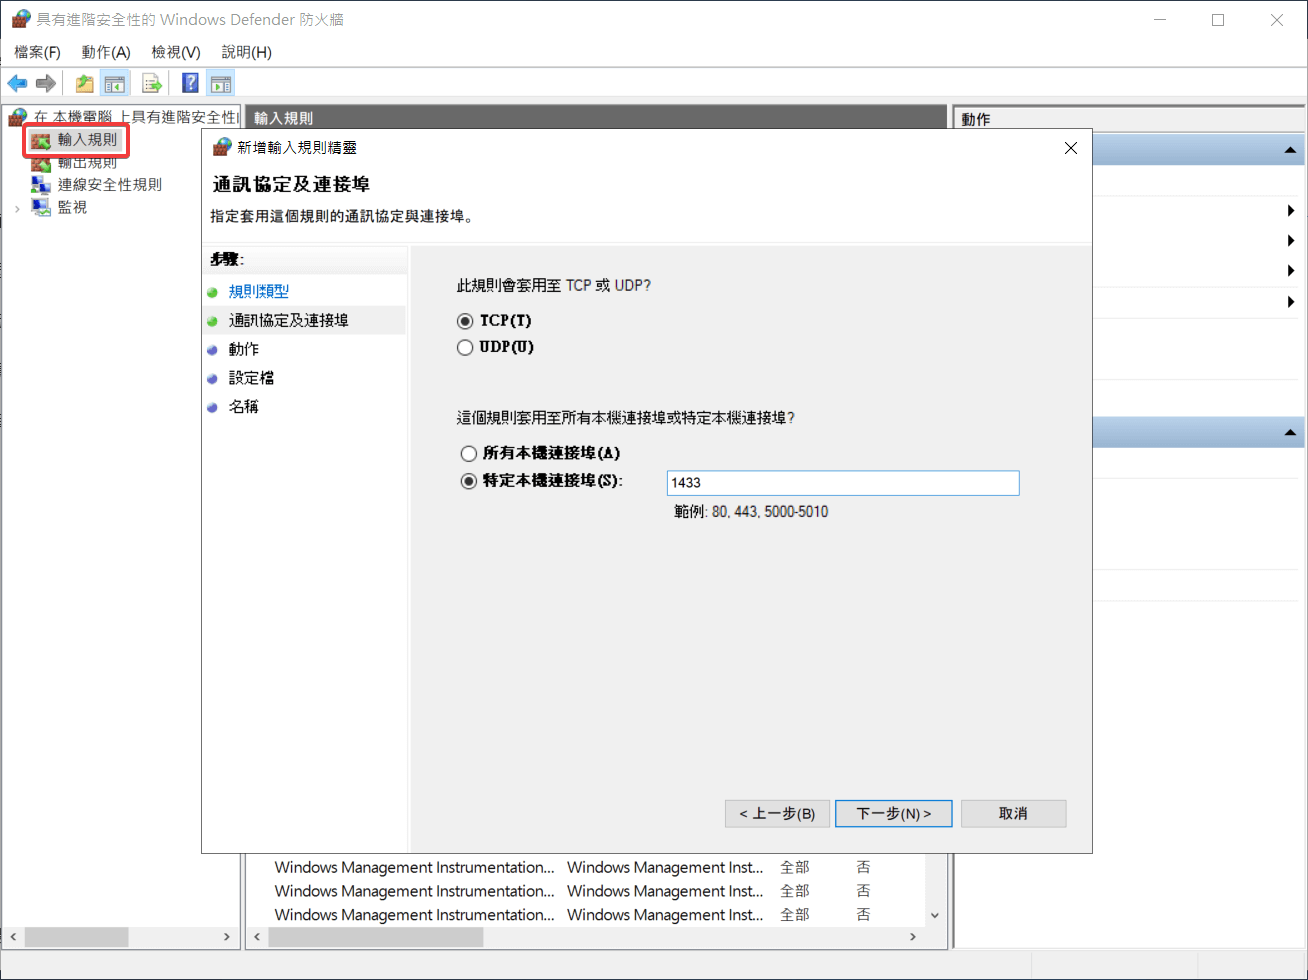 具有進階安全性的 Windows Defender 防火牆
檔案(F) 動作(A) 檢視(V) 說明(H)
在 本機電腦 上具有進階安全性
輸入規則
輸出規則
連線安全性規則
監視
輸入規則
動作
新增輸入規則精靈
通訊協定及連接埠
指定套用這個規則的通訊協定與連接埠。
步驟:
規則類型
通訊協定及連接埠
動作
設定檔
名稱
此規則會套用至 TCP 或 UDP?
TCP(T)
UDP(U)
這個規則套用至所有本機連接埠或特定本機連接埠?
所有本機連接埠(A)
特定本機連接埠(S): 1433
範例: 80, 443, 5000-5010
< 上一步(B) 下一步(N) > 取消
Windows Management Instrumentation... Windows Management Inst... 全部 否
Windows Management Instrumentation... Windows Management Inst... 全部 否
Windows Management Instrumentation... Windows Management Inst... 全部 否